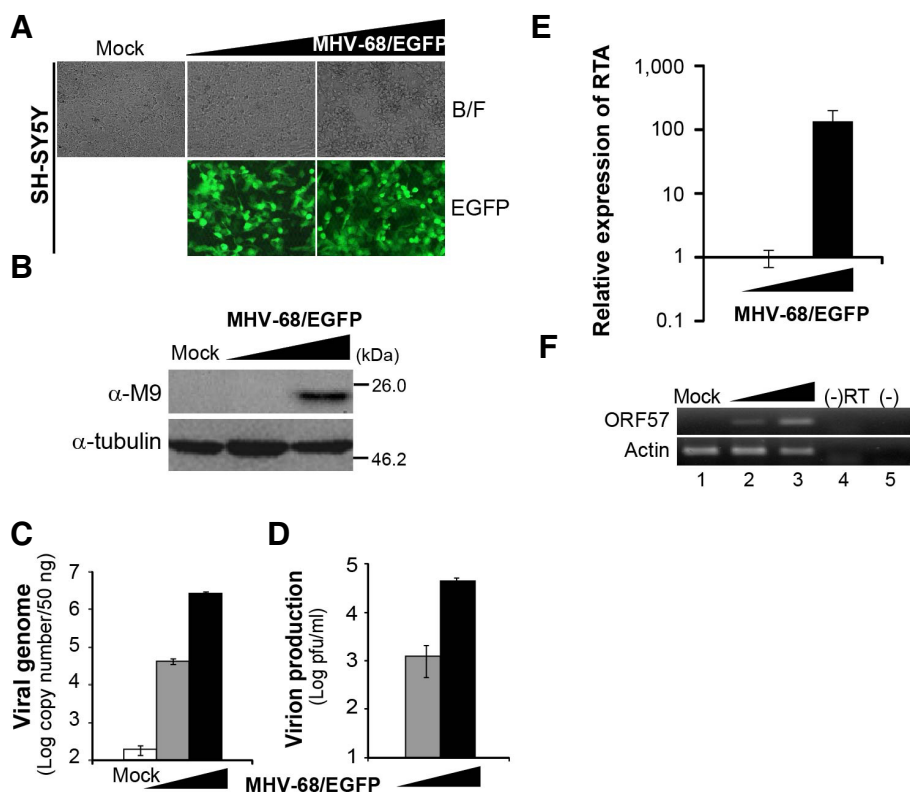 A
Mock
MHV-68/EGFP
SH-SY5Y
B/F
EGFP
B
MHV-68/EGFP
Mock
(kDa)
α-M9
26.0
α-tubulin
46.2
C
Viral genome
(Log copy number/50 ng)
7
6
5
4
3
2
Mock
D
Virion production
(Log pfu/ml)
5
4
3
2
1
MHV-68/EGFP
E
Relative expression of RTA
1,000
100
10
1
0.1
MHV-68/EGFP
F
Mock
(-)RT
(-)
ORF57
Actin
1 2 3 4 5